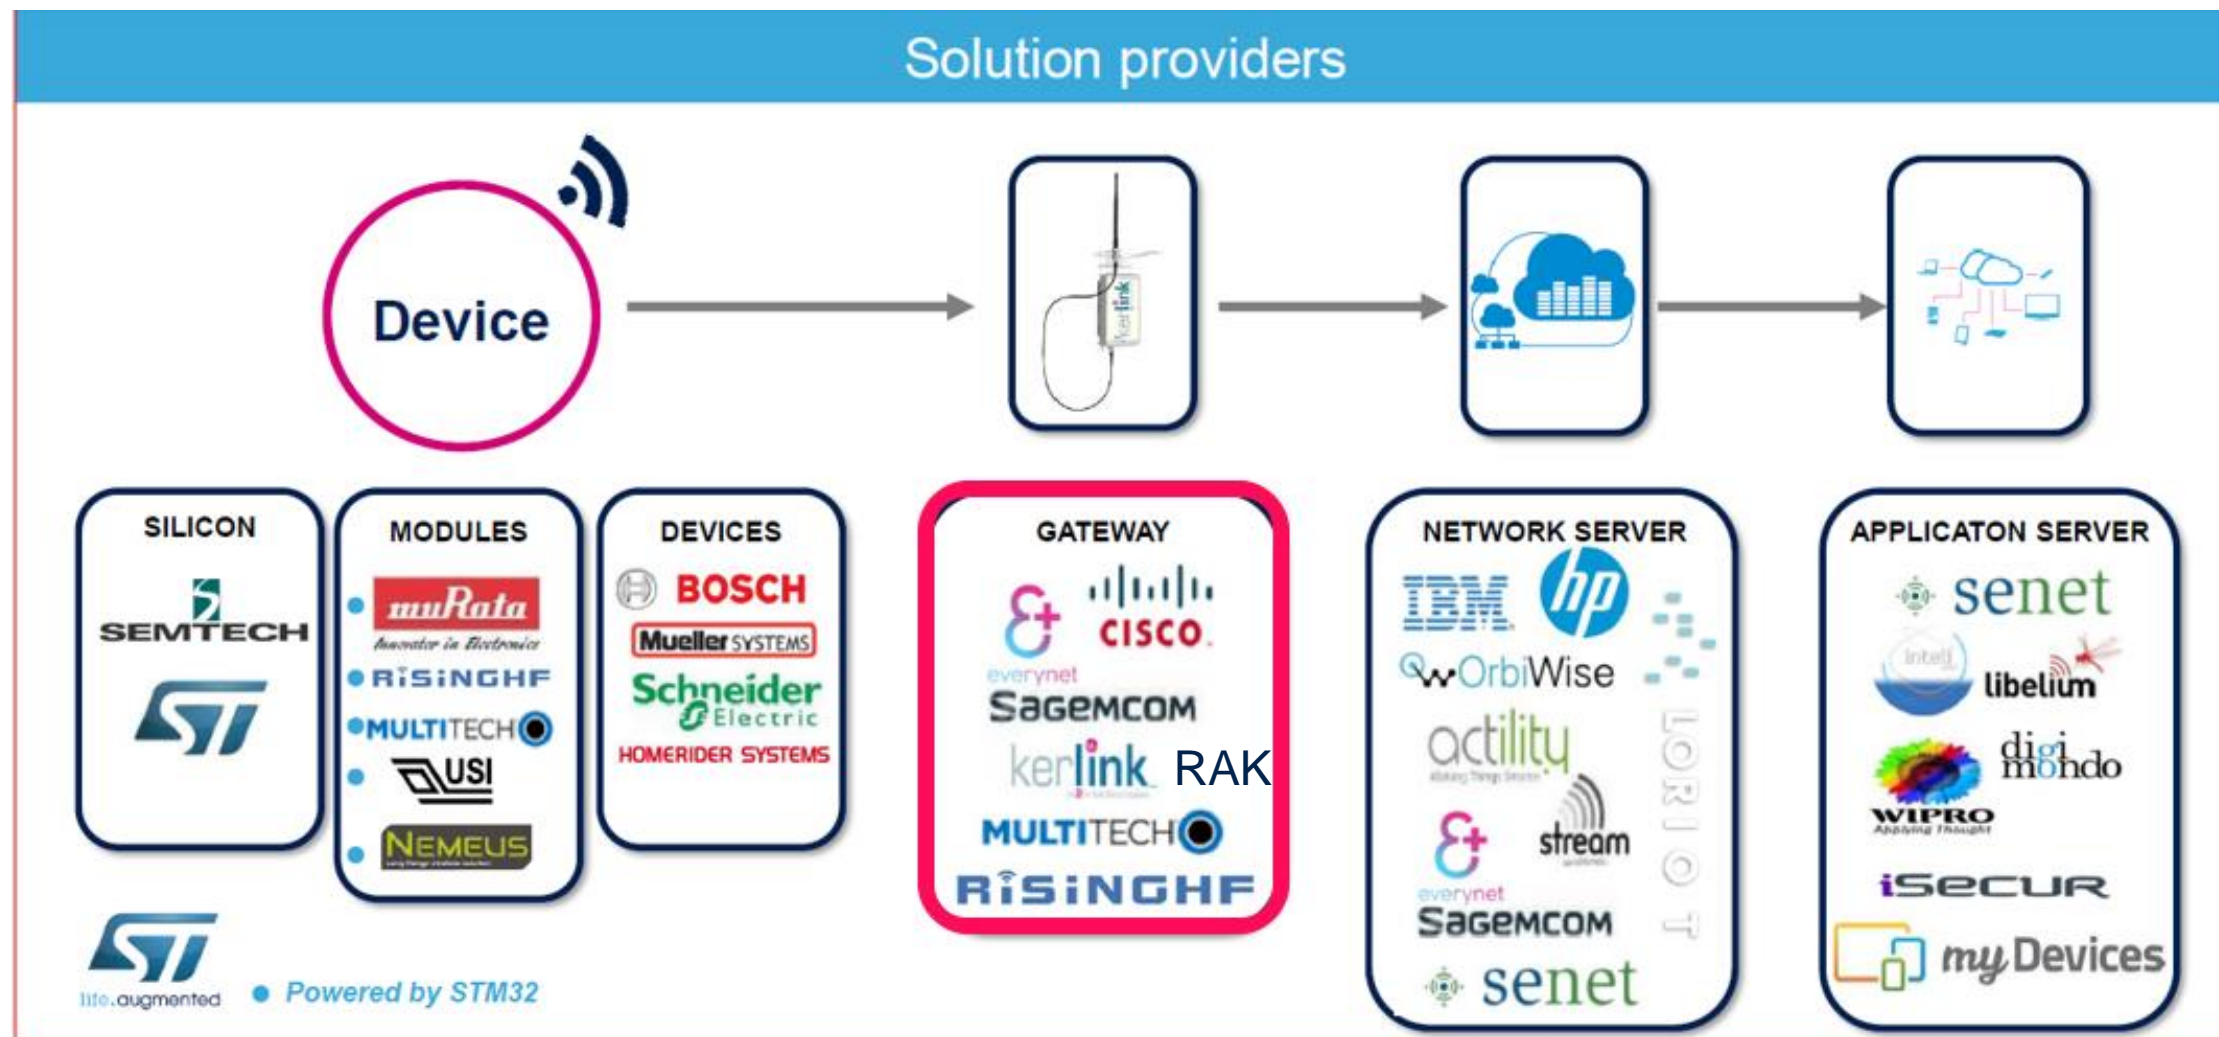 Solution providers
Device
kerlink
SILICON
SEMTECH
ST
MODULES
muRata
Innovator in Electronics
RiSiNGHF
MULTITECH
USI
NEMEUS
DEVICES
BOSCH
Mueller SYSTEMS
Schneider
Electric
HOMERIDER SYSTEMS
GATEWAY
everynet
CISCO
SAGEMCOM
kerlink RAK
MULTITECH
RiSiNGHF
NETWORK SERVER
IBM
hp
OrbiWise
actility
stream
everynet
SAGEMCOM
senet
LORIOT
APPLICATON SERVER
senet
libelium
digi
mondo
WIPRO
Applying Thought
iSECUR
myDevices
ST
life.augmented
Powered by STM32